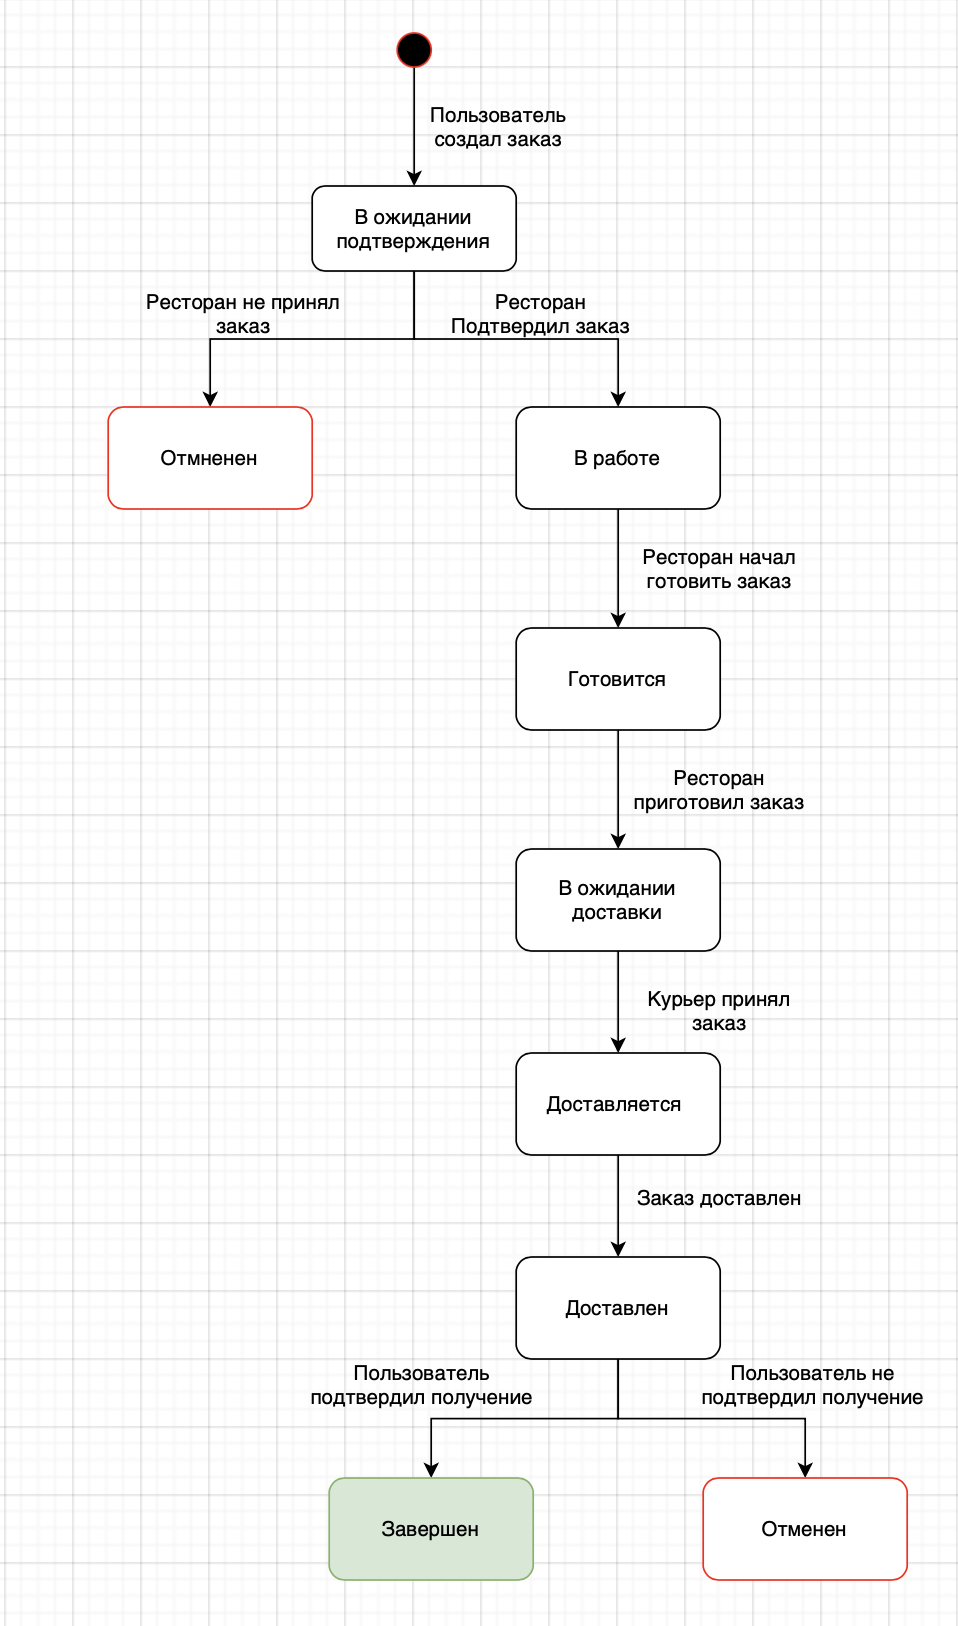 Пользователь
создал заказ
В ожидании
подтверждения
Ресторан не принял
заказ
Ресторан
Подтвердил заказ
Отмненен
В работе
Ресторан начал
готовить заказ
Готовится
Ресторан
приготовил заказ
В ожидании
доставки
Курьер принял
заказ
Доставляется
Заказ доставлен
Доставлен
Пользователь
подтвердил получение
Пользователь не
подтвердил получение
Завершен
Отменен